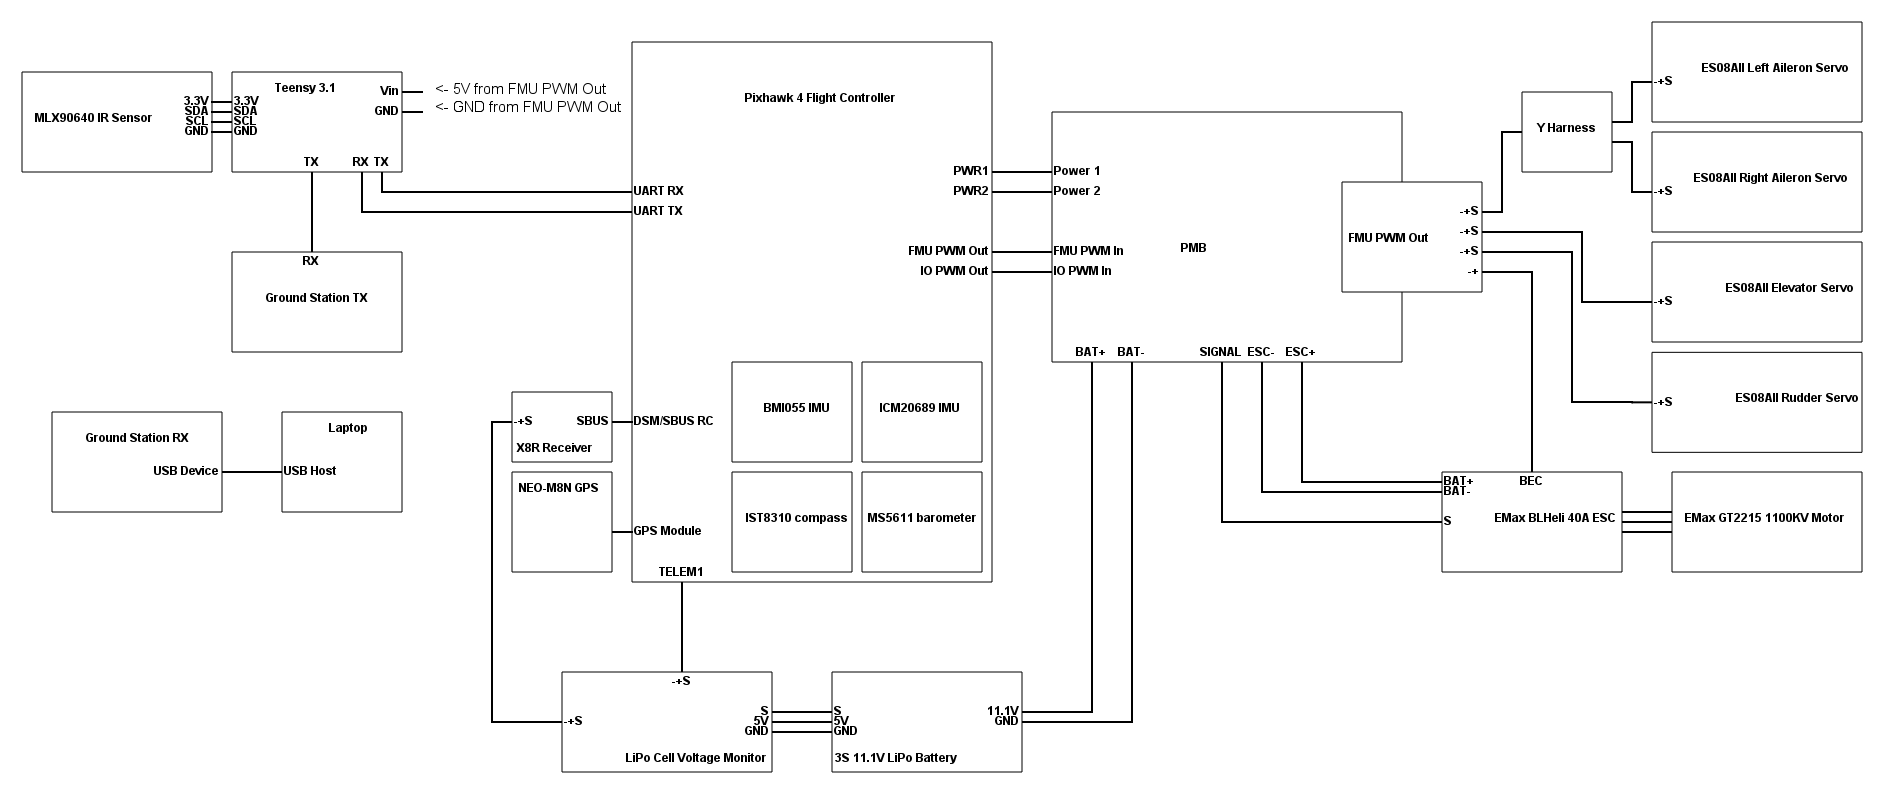 MLX90640 IR Sensor
3.3V
SDA
SCL
GND
Teensy 3.1
3.3V
SDA
SCL
GND
Vin
GND
TX
RX TX
<- 5V from FMU PWM Out
<- GND from FMU PWM Out
RX
Ground Station TX
Ground Station RX
USB Device
Laptop
USB Host
Pixhawk 4 Flight Controller
UART RX
UART TX
PWR1
PWR2
FMU PWM Out
IO PWM Out
DSM/SBUS RC
GPS Module
TELEM1
BMI055 IMU
ICM20689 IMU
IST8310 compass
MS5611 barometer
-+S
SBUS
X8R Receiver
NEO-M8N GPS
Power 1
Power 2
FMU PWM In
IO PWM In
PMB
BAT+
BAT-
SIGNAL
ESC-
ESC+
FMU PWM Out
-+S
-+S
-+S
-+
Y Harness
ES08AII Left Aileron Servo
-+S
ES08AII Right Aileron Servo
-+S
ES08AII Elevator Servo
-+S
ES08AII Rudder Servo
-+S
BAT+
BAT-
S
BEC
EMax BLHeli 40A ESC
EMax GT2215 1100KV Motor
-+S
-+S
S
5V
GND
LiPo Cell Voltage Monitor
S
5V
GND
11.1V
GND
3S 11.1V LiPo Battery